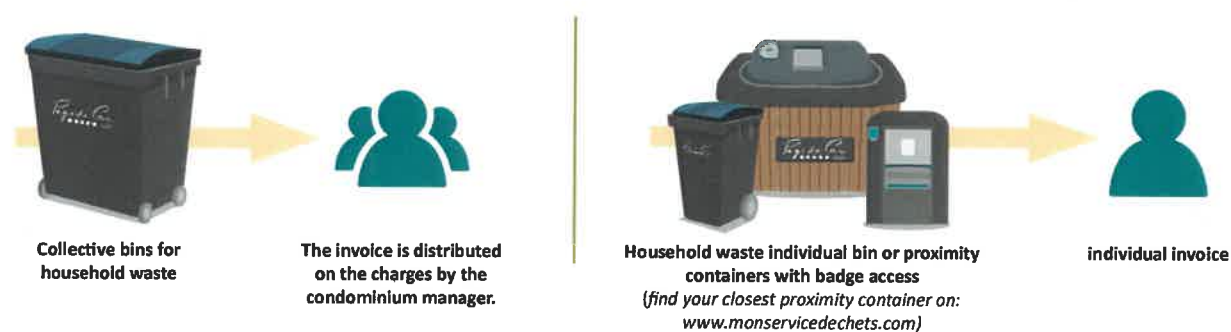 Collective bins for
household waste
The invoice is distributed
on the charges by the
condominium manager.
Household waste individual bin or proximity
containers with badge access
(find your closest proximity container on:
www.monservicedechets.com)
individual invoice